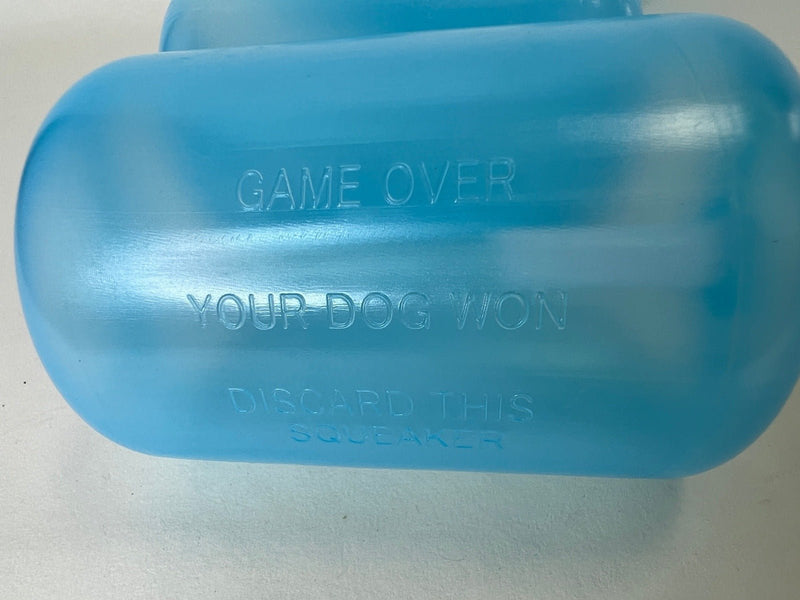 GAME OVER
YOUR DOG WON
DISCARD THIS
SQUEAKER